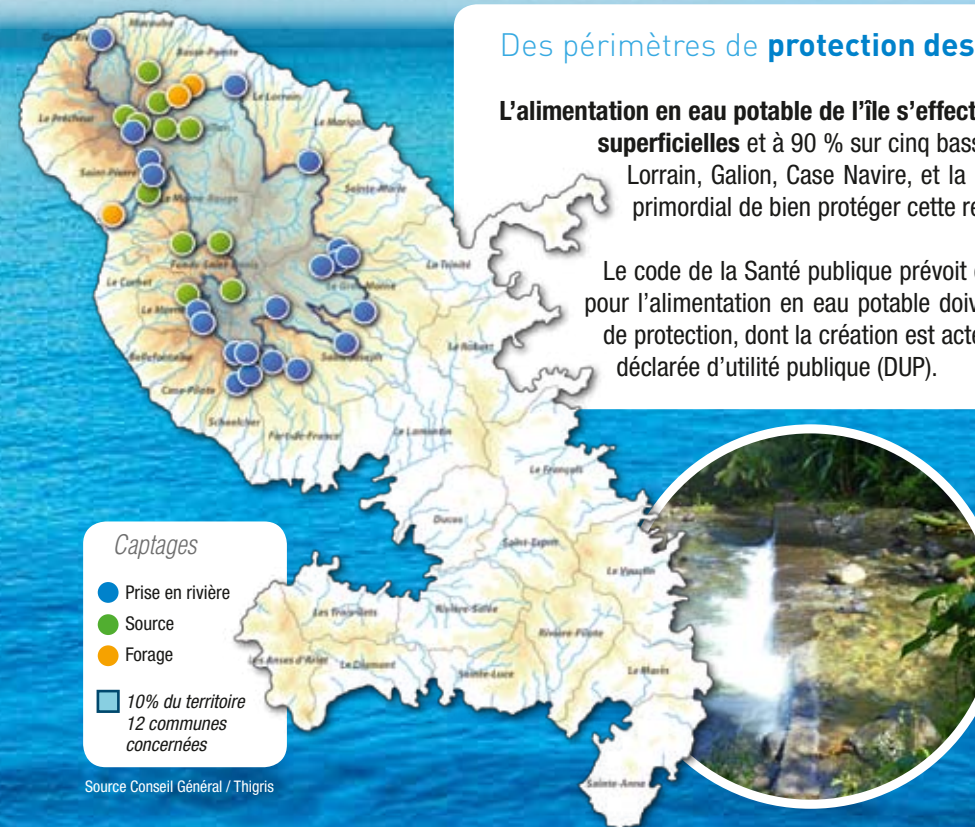 Des périmètres de protection des
L'alimentation en eau potable de l'île s'effect
superficielles et à 90 % sur cinq bass
Lorrain, Galion, Case Navire, et la
primordial de bien protéger cette re
Le code de la Santé publique prévoit
pour l'alimentation en eau potable doiv
de protection, dont la création est acté
déclarée d'utilité publique (DUP).
Macouba
Basse-Pointe
Le Lorrain
Le Prêcheur
Le Marigot
Saint-Pierre
Sainte-Marie
Le Morne-Rouge
Fonds-Saint-Denis
La Trinité
Le Carbet
Le Gros-Morne
Le Morne
Bellefontaine
Saint-Joseph
Le Robert
Case-Pilote
Schoelcher
Fort-de-France
Le Lamentin
Le François
Ducos
Saint-Esprit
Le Vauclin
Les Trois-Ilets
Rivière-Salée
Rivière-Pilote
Les Anses d'Arlet
Le Diamant
Sainte-Luce
Le Marin
Sainte-Anne
Captages
Prise en rivière
Source
Forage
10% du territoire
12 communes
concernées
Source Conseil Général / Thigris